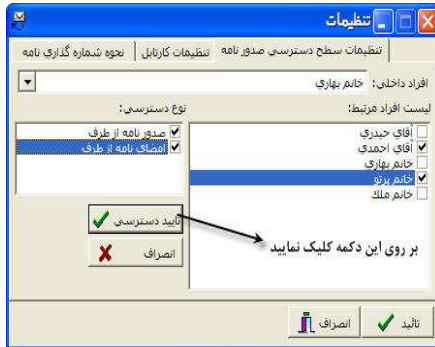 تنظیمات
تنظیمات سطح دسترسی صدور نامه
تنظیمات کارتابل
نحوه شماره گذاری نامه
افراد داخلی: خانم بهاری
لیست افراد مرتبط:
آقای حیدری
آقای احمدی
خانم بهاری
خانم پرتو
خانم ملک
نوع دسترسی:
صدور نامه از طرف
امضای نامه از طرف
تایید دسترسی
انصراف
بر روی این دکمه کلیک نمایید
تائید
انصراف